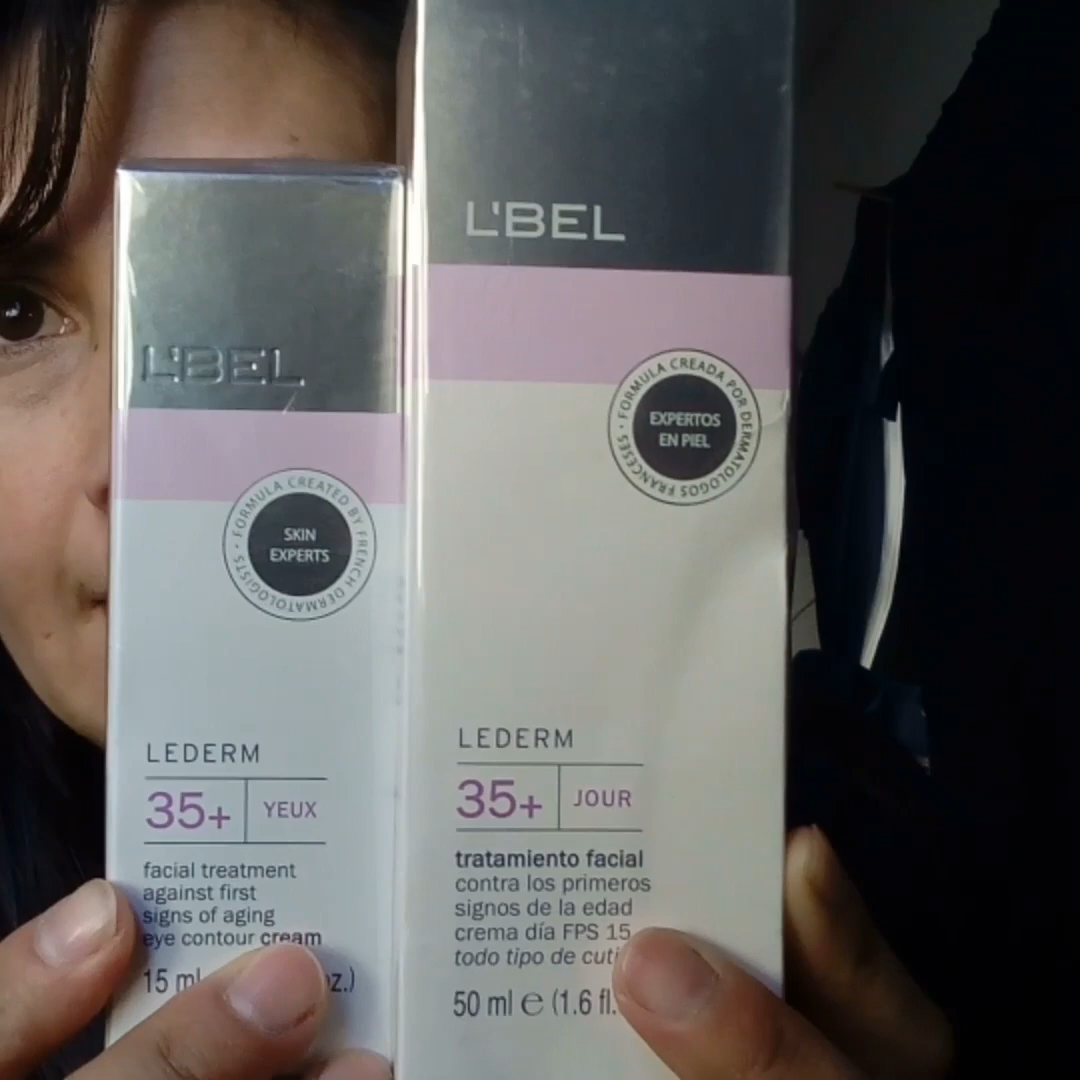 L'BEL
SKIN
EXPERTS
FORMULA CREATED BY FRENCH DERMATOLOGISTS ·
LEDERM
35+ YEUX
facial treatment
against first
signs of aging
eye contour cream
15 ml oz.)
L'BEL
EXPERTOS
EN PIEL
FORMULA CREADA POR DERMATOLOGOS FRANCESES ·
LEDERM
35+ JOUR
tratamiento facial
contra los primeros
signos de la edad
crema día FPS 15
todo tipo de
50 ml e (1.6 fl.